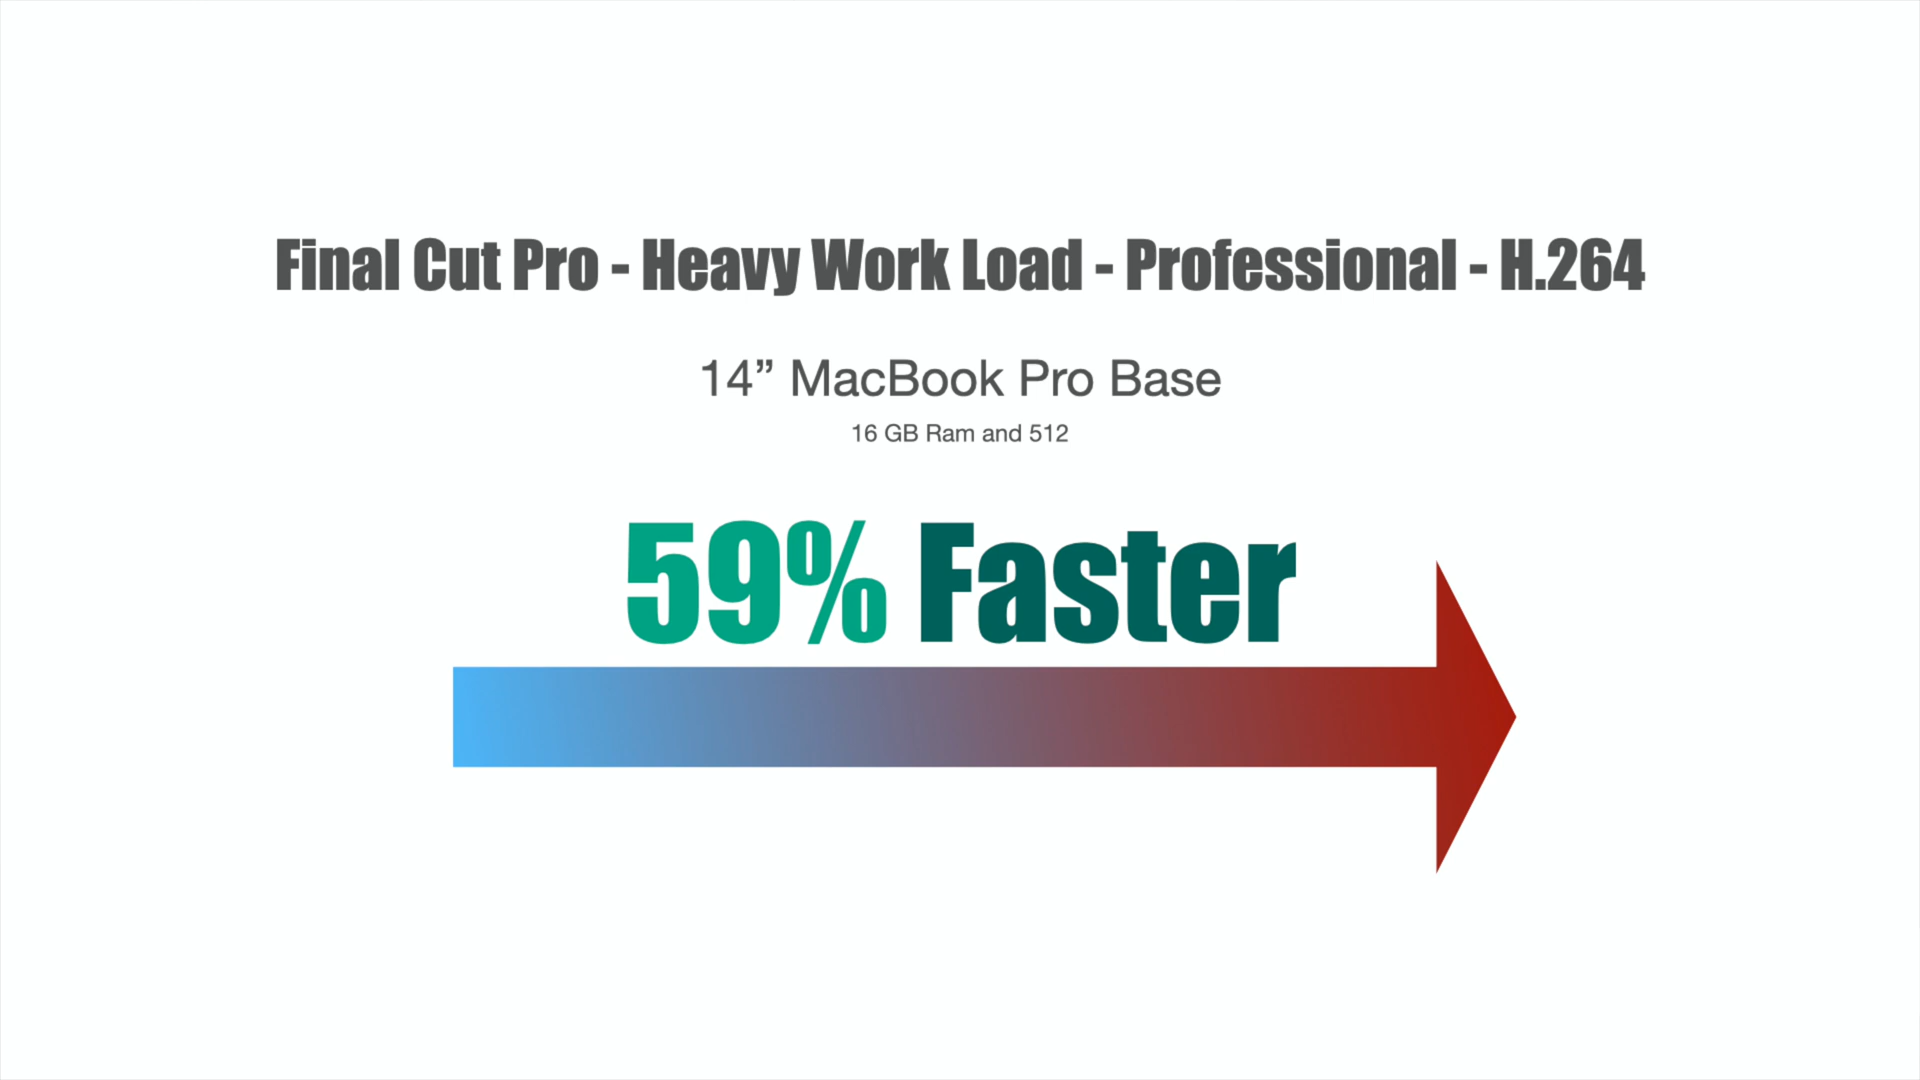 Final Cut Pro - Heavy Work Load - Professional - H.264
14” MacBook Pro Base
16 GB Ram and 512
59% Faster